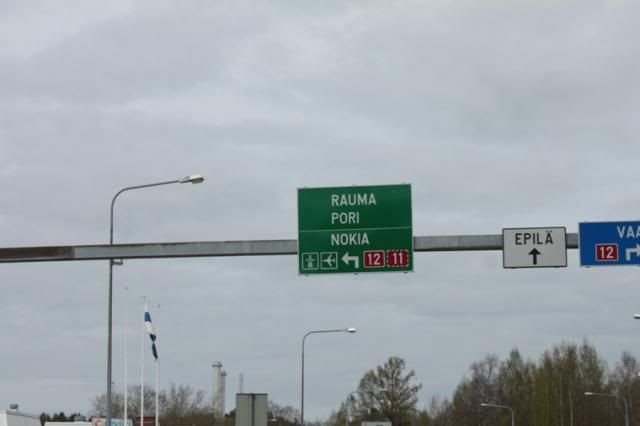 RAUMA
PORI
NOKIA
12 11
EPILÄ
12